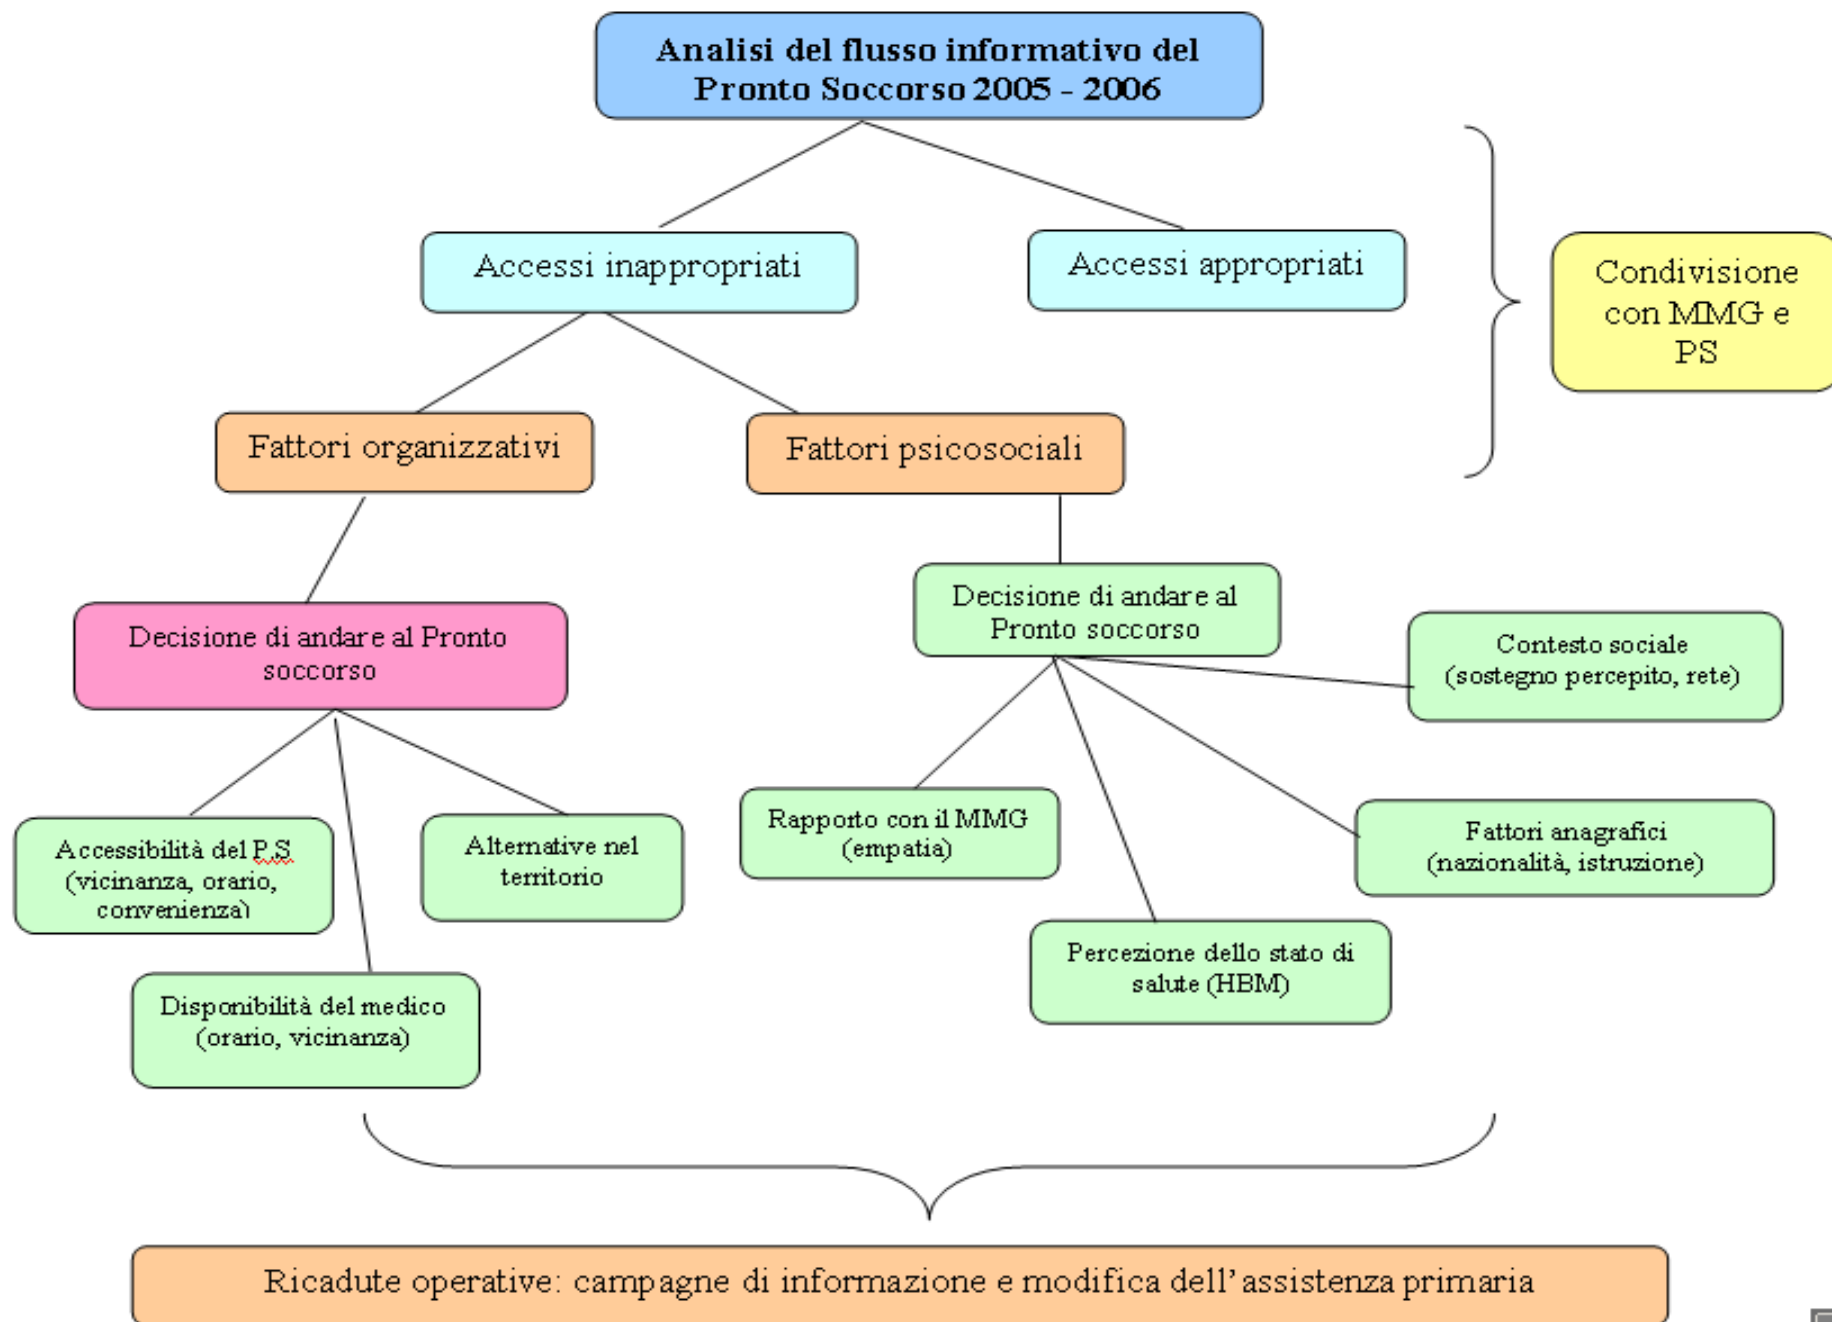 Analisi del flusso informativo del
Pronto Soccorso 2005 - 2006
Accessi inappropriati
Accessi appropriati
Condivisione
con MMG e
PS
Fattori organizzativi
Fattori psicosociali
Decisione di andare al Pronto
soccorso
Decisione di andare al
Pronto soccorso
Contesto sociale
(sostegno percepito, rete)
Accessibilità del P.S
(vicinanza, orario,
convenienza)
Alternative nel
territorio
Rapporto con il MMG
(empatia)
Fattori anagrafici
(nazionalità, istruzione)
Disponibilità del medico
(orario, vicinanza)
Percezione dello stato di
salute (HBM)
Ricadute operative: campagne di informazione e modifica dell'assistenza primaria